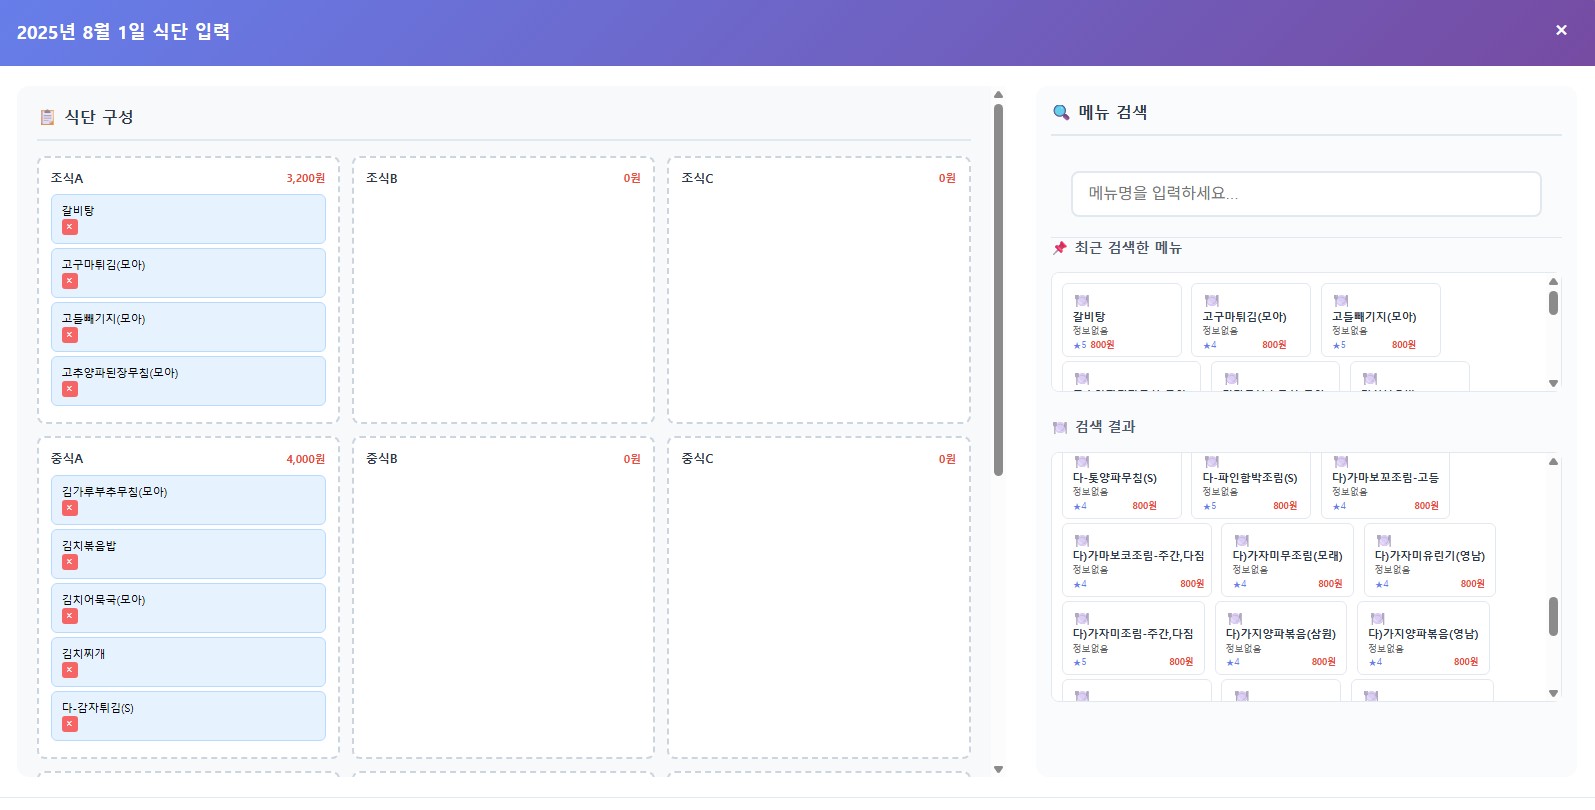 2025년 8월 1일 식단 입력
×
식단 구성
조식A 3,200원
갈비탕
×
고구마튀김(모아)
×
고들빼기지(모아)
×
고추양파된장무침(모아)
×
조식B 0원
조식C 0원
중식A 4,000원
김가루부추무침(모아)
×
김치볶음밥
×
김치어묵국(모아)
×
김치찌개
×
다-감자튀김(S)
×
중식B 0원
중식C 0원
메뉴 검색
메뉴명을 입력하세요...
최근 검색한 메뉴
갈비탕
정보없음
★5 800원
고구마튀김(모아)
정보없음
★4 800원
고들빼기지(모아)
정보없음
★5 800원
검색 결과
다-톳양파무침(S)
정보없음
★4 800원
다-파인함박조림(S)
정보없음
★5 800원
다)가마보꼬조림-고등
정보없음
★4 800원
다)가마보코조림-주간,다짐
정보없음
★4 800원
다)가자미무조림(모래)
정보없음
★4 800원
다)가자미유린기(영남)
정보없음
★4 800원
다)가자미조림-주간,다짐
정보없음
★5 800원
다)가지양파볶음(삼원)
정보없음
★4 800원
다)가지양파볶음(영남)
정보없음
★4 800원